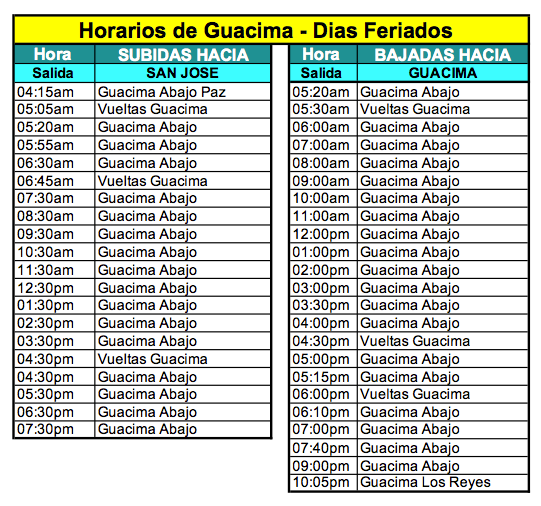 Horarios de Guacima - Dias Feriados
Hora SUBIDAS HACIA
Salida SAN JOSE
04:15am Guacima Abajo Paz
05:05am Vueltas Guacima
05:20am Guacima Abajo
05:55am Guacima Abajo
06:30am Guacima Abajo
06:45am Vueltas Guacima
07:30am Guacima Abajo
08:30am Guacima Abajo
09:30am Guacima Abajo
10:30am Guacima Abajo
11:30am Guacima Abajo
12:30pm Guacima Abajo
01:30pm Guacima Abajo
02:30pm Guacima Abajo
03:30pm Guacima Abajo
04:30pm Vueltas Guacima
04:30pm Guacima Abajo
05:30pm Guacima Abajo
06:30pm Guacima Abajo
07:30pm Guacima Abajo
Hora BAJADAS HACIA
Salida GUACIMA
05:20am Guacima Abajo
05:30am Vueltas Guacima
06:00am Guacima Abajo
07:00am Guacima Abajo
08:00am Guacima Abajo
09:00am Guacima Abajo
10:00am Guacima Abajo
11:00am Guacima Abajo
12:00pm Guacima Abajo
01:00pm Guacima Abajo
02:00pm Guacima Abajo
03:00pm Guacima Abajo
03:30pm Guacima Abajo
04:00pm Guacima Abajo
04:30pm Vueltas Guacima
05:00pm Guacima Abajo
05:15pm Guacima Abajo
06:00pm Vueltas Guacima
06:10pm Guacima Abajo
07:00pm Guacima Abajo
07:40pm Guacima Abajo
09:00pm Guacima Abajo
10:05pm Guacima Los Reyes